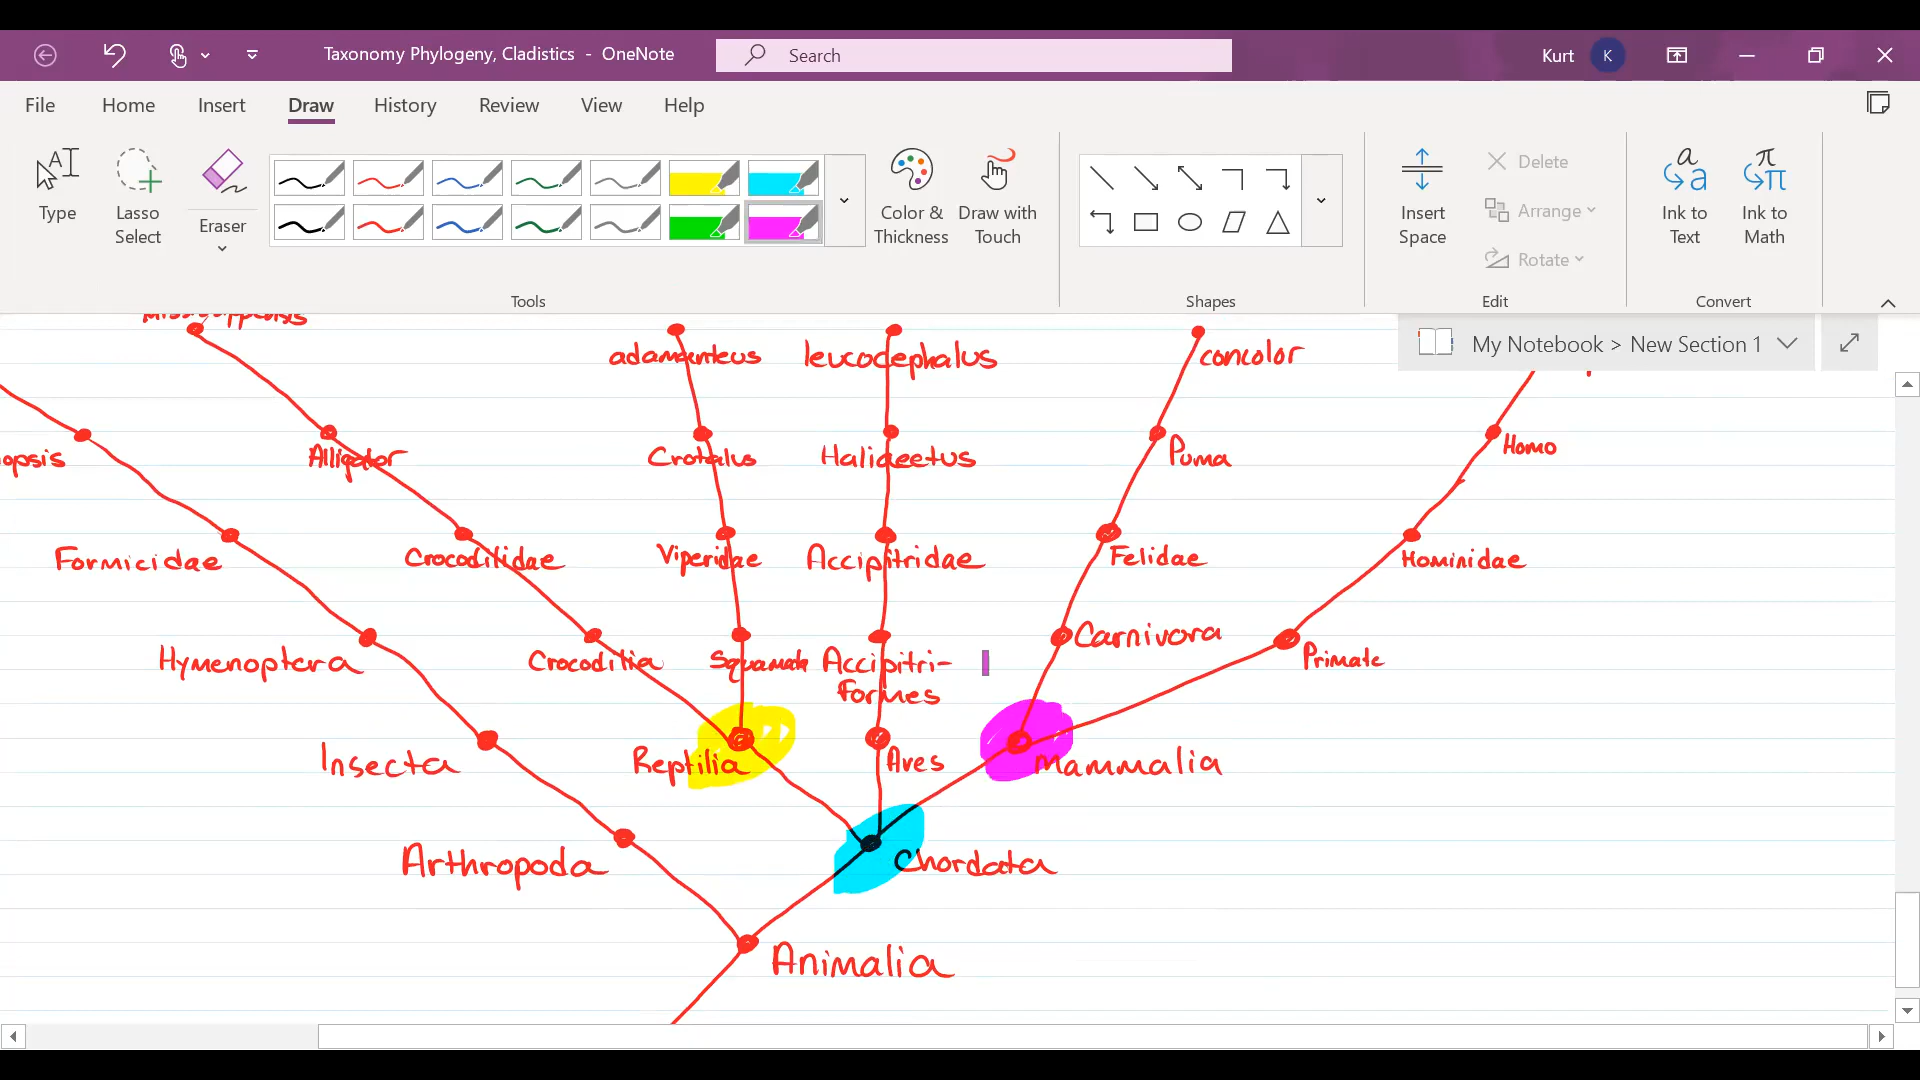 Taxonomy Phylogeny, Cladistics - OneNote
Search
Kurt
K
File Home Insert Draw History Review View Help
Type
Lasso Select
Eraser
Color & Thickness
Draw with Touch
Insert Space
Delete
Arrange
Rotate
Ink to Text
Ink to Math
Tools
Shapes
Edit
Convert
My Notebook > New Section 1
adamanteus leucocephalus concolor
opsis Alligator Crotalus Haliaeetus Puma Homo
Formicidae Crocodilidae Viperidae Accipitridae Felidae Hominidae
Hymenoptera Crocodilia Squamata Accipitri-
formes
Carnivora Primate
Insecta Reptilia Aves Mammalia
Arthropoda Chordata
Animalia